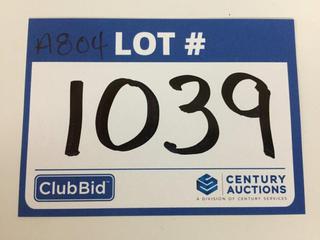 A804 LOT #
1039
ClubBid
CENTURY
AUCTIONS
A DIVISION OF CENTURY SERVICES